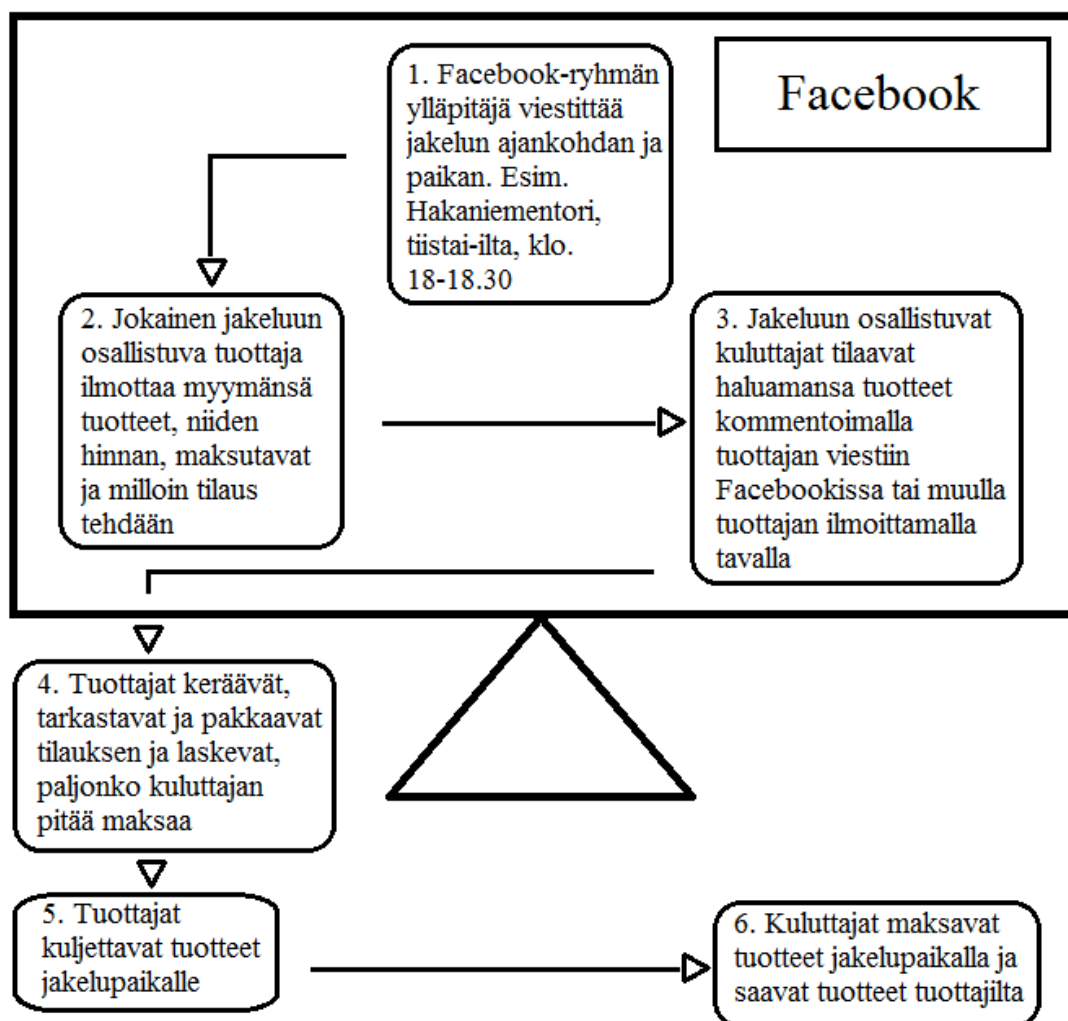 Facebook
1. Facebook-ryhmän
ylläpitäjä viestittää
jakelun ajankohdan ja
paikan. Esim.
Hakaniementori,
tiistai-ilta, klo.
18-18.30
2. Jokainen jakeluun
osallistuva tuottaja
ilmottaa myymänsä
tuotteet, niiden
hinnan, maksutavat
ja milloin tilaus
tehdään
3. Jakeluun osallistuvat
kuluttajat tilaavat
haluamansa tuotteet
kommentoimalla
tuottajan viestiin
Facebookissa tai muulla
tuottajan ilmoittamalla
tavalla
4. Tuottajat keräävät,
tarkastavat ja pakkaavat
tilauksen ja laskevat,
paljonko kuluttajan
pitää maksaa
5. Tuottajat
kuljettavat tuotteet
jakelupaikalle
6. Kuluttajat maksavat
tuotteet jakelupaikalla ja
saavat tuotteet tuottajilta